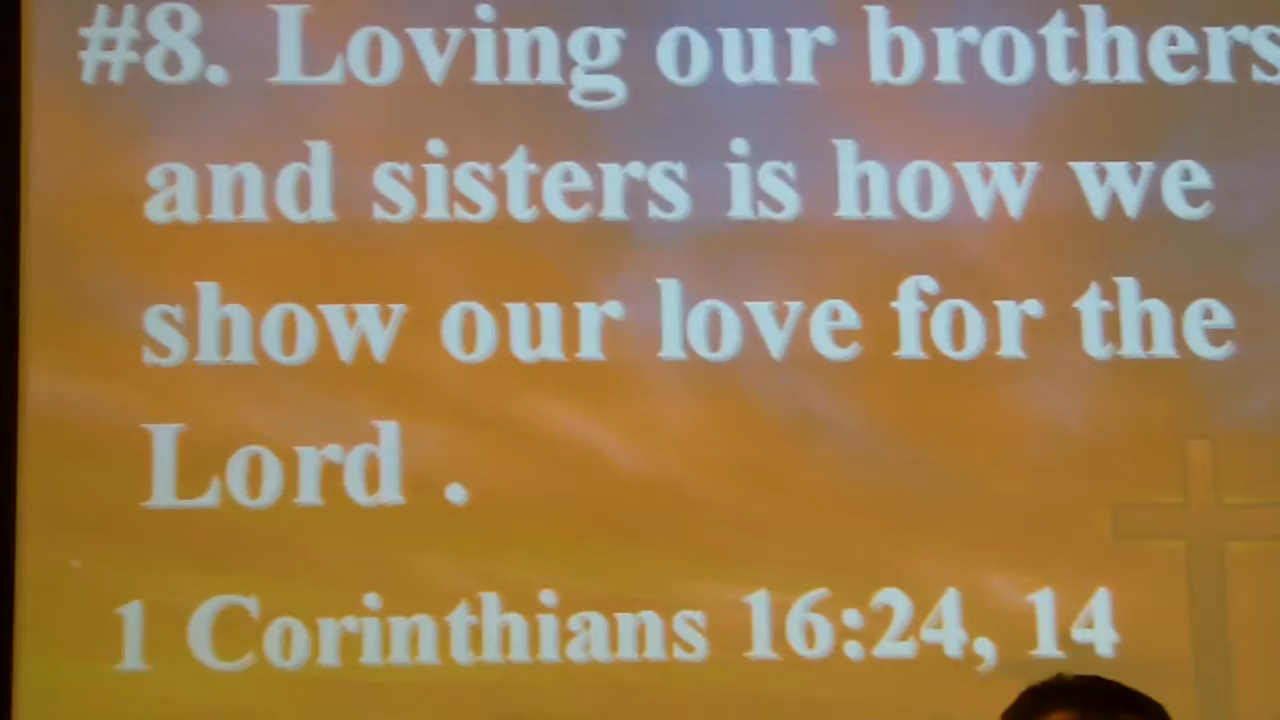 #8. Loving our brothers
and sisters is how we
show our love for the
Lord .
1 Corinthians 16:24, 14